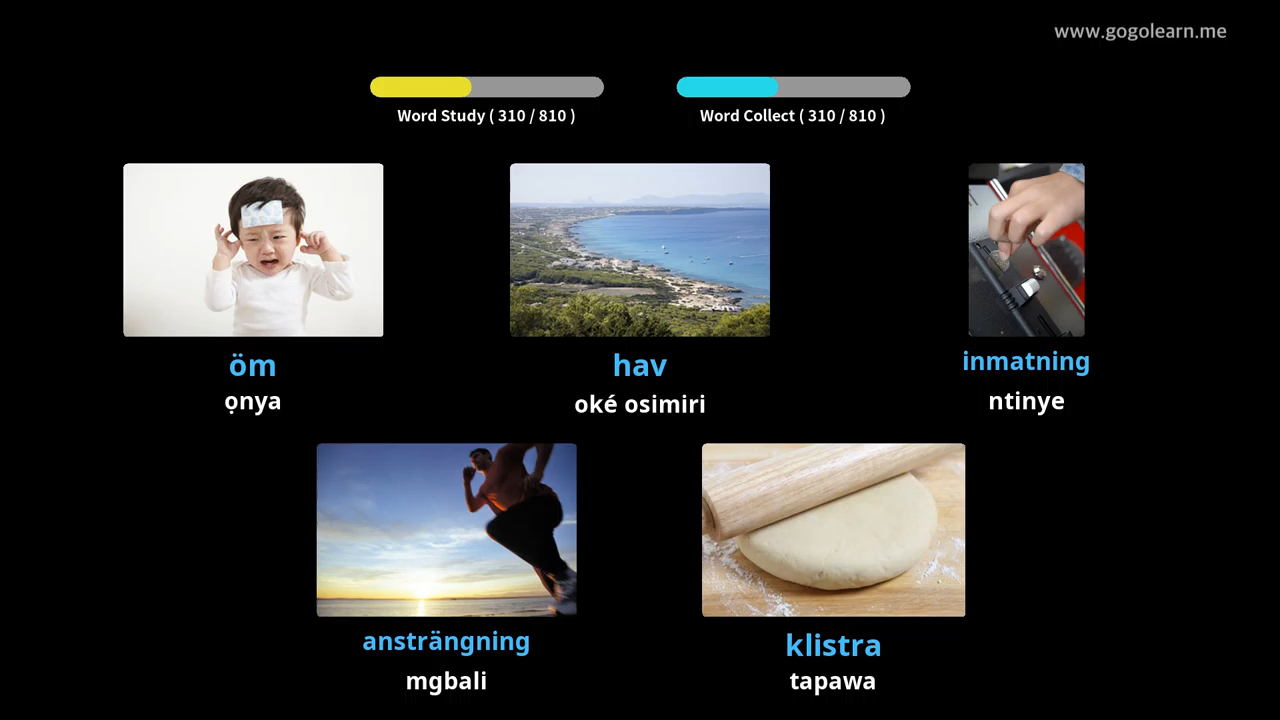 www.gogolearn.me
Word Study ( 310 / 810 )
Word Collect ( 310 / 810 )
öm
ọnya
hav
oké osimiri
inmatning
ntinye
ansträngning
mgbali
klistra
tapawa